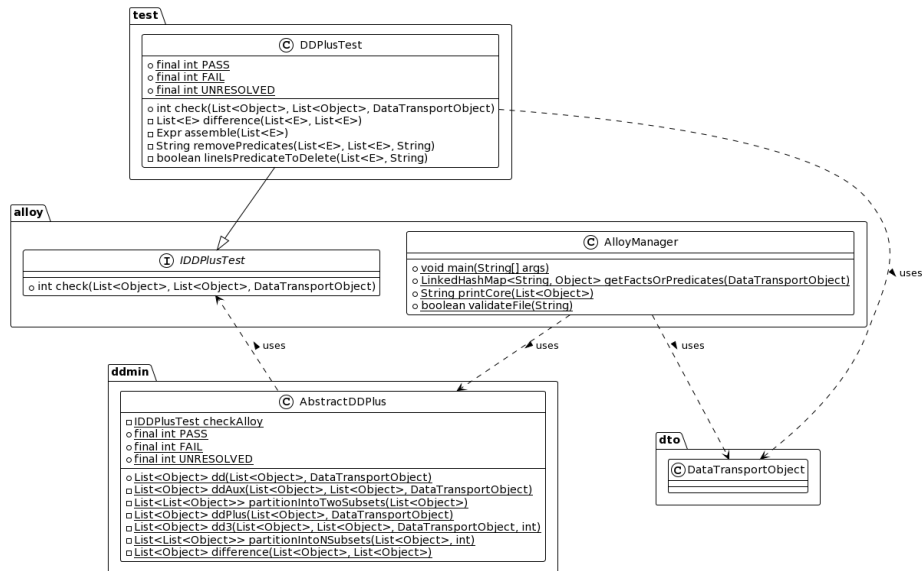 test
C DDPlusTest
final int PASS
final int FAIL
final int UNRESOLVED
int check(List<Object>, List<Object>, DataTransportObject)
List<E> difference(List<E>, List<E>)
Expr assemble(List<E>)
String removePredicates(List<E>, List<E>, String)
boolean lineIsPredicateToDelete(List<E>, String)
alloy
I IDDPlusTest
int check(List<Object>, List<Object>, DataTransportObject)
C AlloyManager
void main(String[] args)
LinkedHashMap<String, Object> getFactsOrPredicates(DataTransportObject)
String printCore(List<Object>)
boolean validateFile(String)
uses
uses
uses
uses
ddmin
C AbstractDDPlus
IDDPlusTest checkAlloy
final int PASS
final int FAIL
final int UNRESOLVED
List<Object> dd(List<Object>, DataTransportObject)
List<Object> ddAux(List<Object>, List<Object>, DataTransportObject)
List<List<Object>> partitionIntoTwoSubsets(List<Object>)
List<Object> ddPlus(List<Object>, DataTransportObject)
List<Object> dd3(List<Object>, List<Object>, DataTransportObject, int)
List<List<Object>> partitionIntoNSubsets(List<Object>, int)
List<Object> difference(List<Object>, List<Object>)
dto
C DataTransportObject